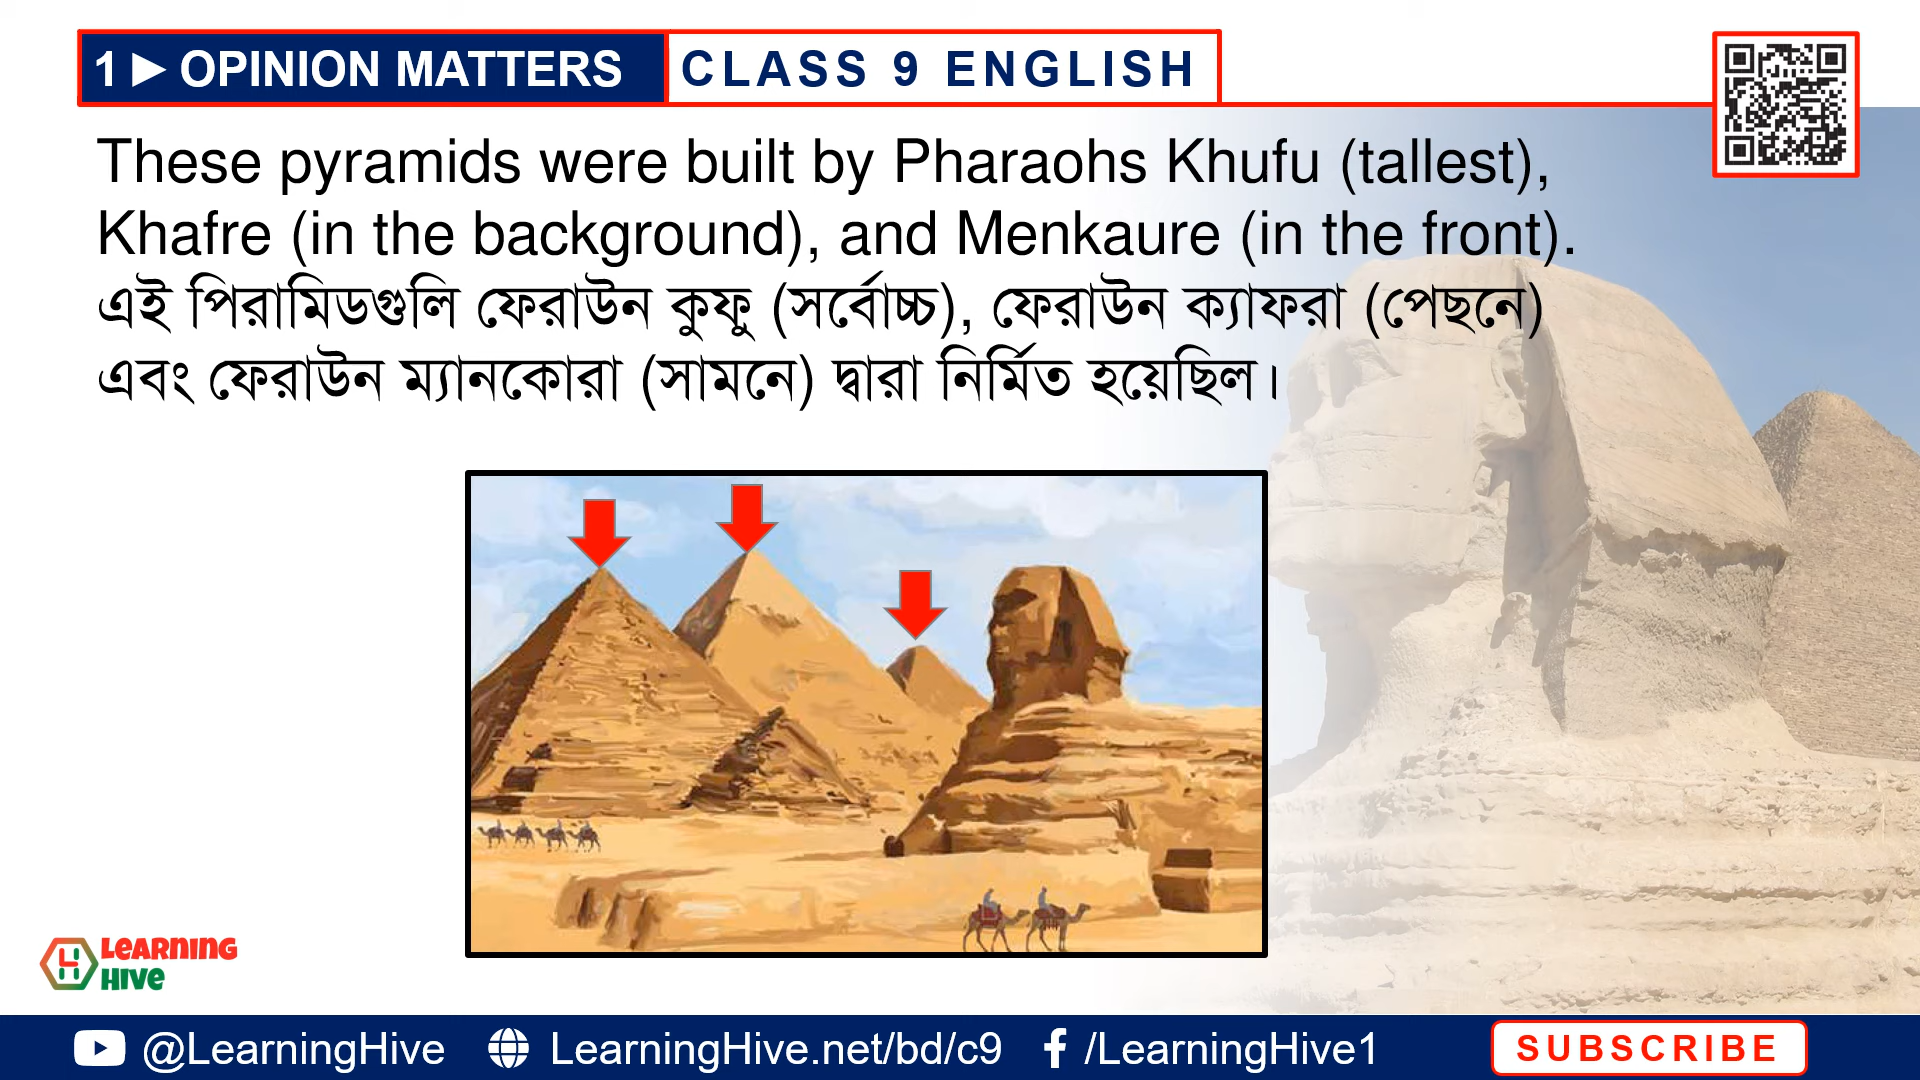 1 ► OPINION MATTERS CLASS 9 ENGLISH
These pyramids were built by Pharaohs Khufu (tallest),
Khafre (in the background), and Menkaure (in the front).
এই পিরামিডগুলি ফেরাউন কুফু (সর্বোচ্চ), ফেরাউন ক্যাফরা (পেছনে)
এবং ফেরাউন ম্যানকোরা (সামনে) দ্বারা নির্মিত হয়েছিল।
LEARNING
HIVE
@LearningHive LearningHive.net/bd/c9 /LearningHive1 SUBSCRIBE